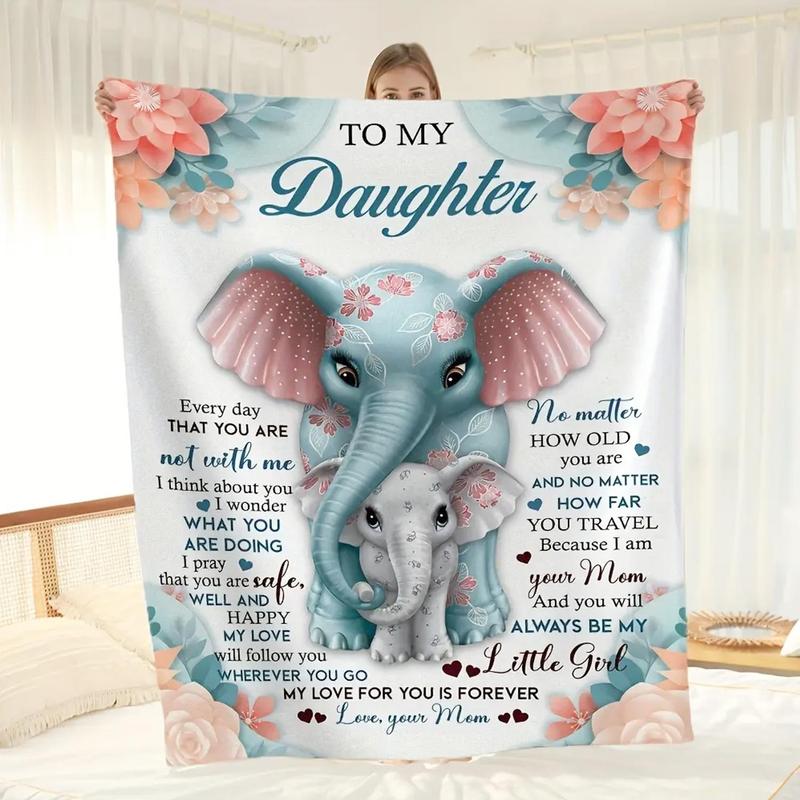 TO MY
Daughter
Every day
THAT YOU ARE
not with me
I think about you
I wonder
WHAT YOU
ARE DOING
I pray
that you are safe,
WELL AND
HAPPY
MY LOVE
will follow you
WHEREVER YOU GO
No matter
HOW OLD
you are
AND NO MATTER
HOW FAR
YOU TRAVEL
Because I am
your Mom
And you will
ALWAYS BE MY
Little Girl
MY LOVE FOR YOU IS FOREVER
Love, your Mom